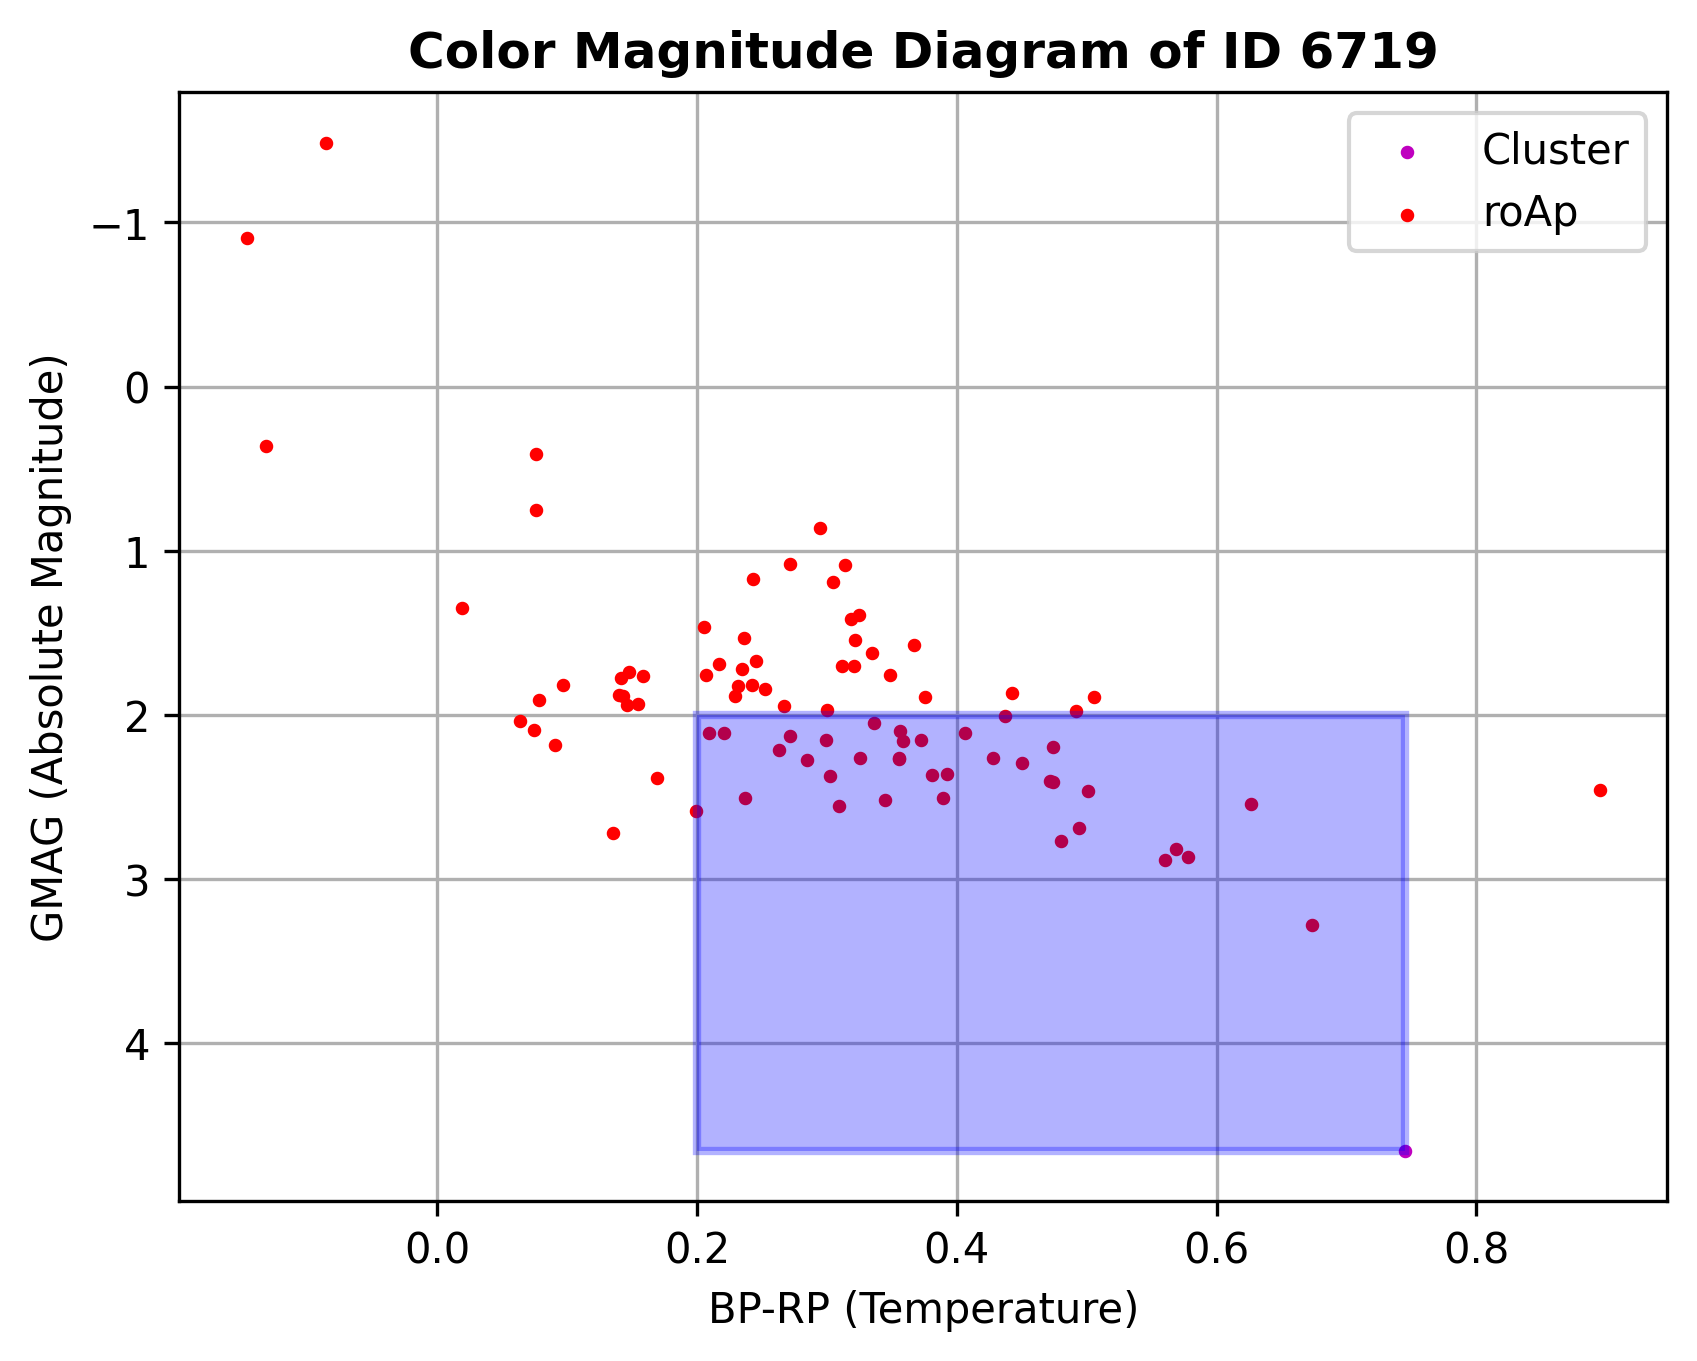 Color Magnitude Diagram of ID 6719
Cluster
roAp
−1
0
1
2
3
4
GMAG (Absolute Magnitude)
0.0 0.2 0.4 0.6 0.8
BP-RP (Temperature)